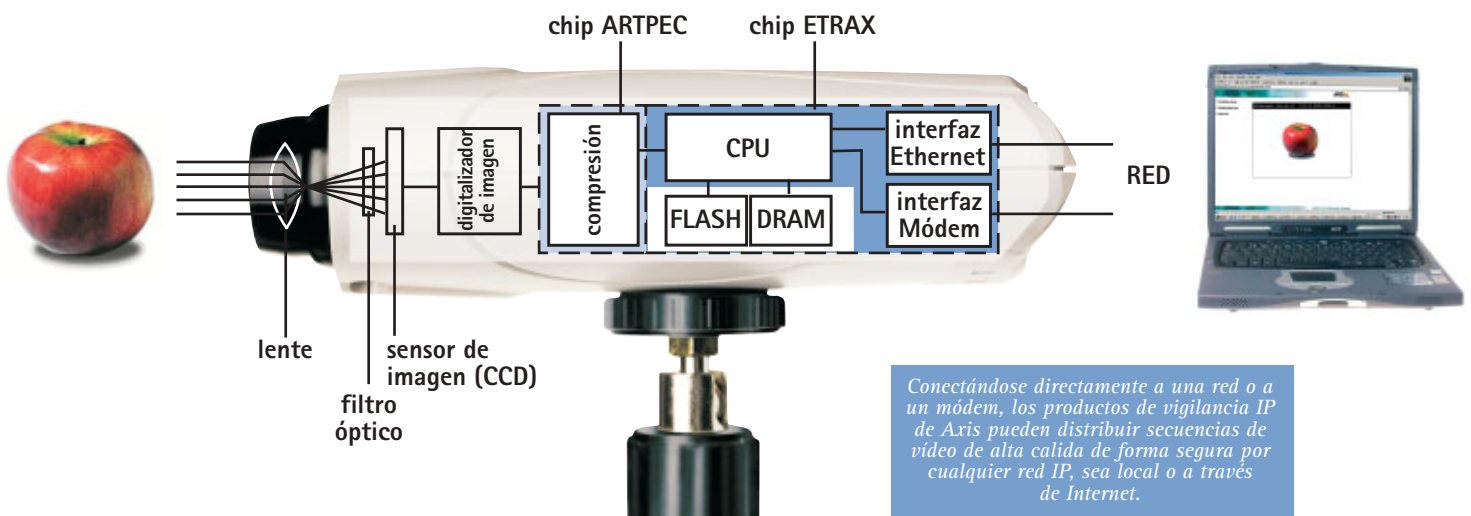 chip ARTPEC
chip ETRAX
digitalizador
de imagen
compresión
CPU
FLASH
DRAM
interfaz
Ethernet
interfaz
Módem
RED
lente
filtro
óptico
sensor de
imagen (CCD)
Conectándose directamente a una red o a
un módem, los productos de vigilancia IP
de Axis pueden distribuir secuencias de
vídeo de alta calida de forma segura por
cualquier red IP, sea local o a través
de Internet.